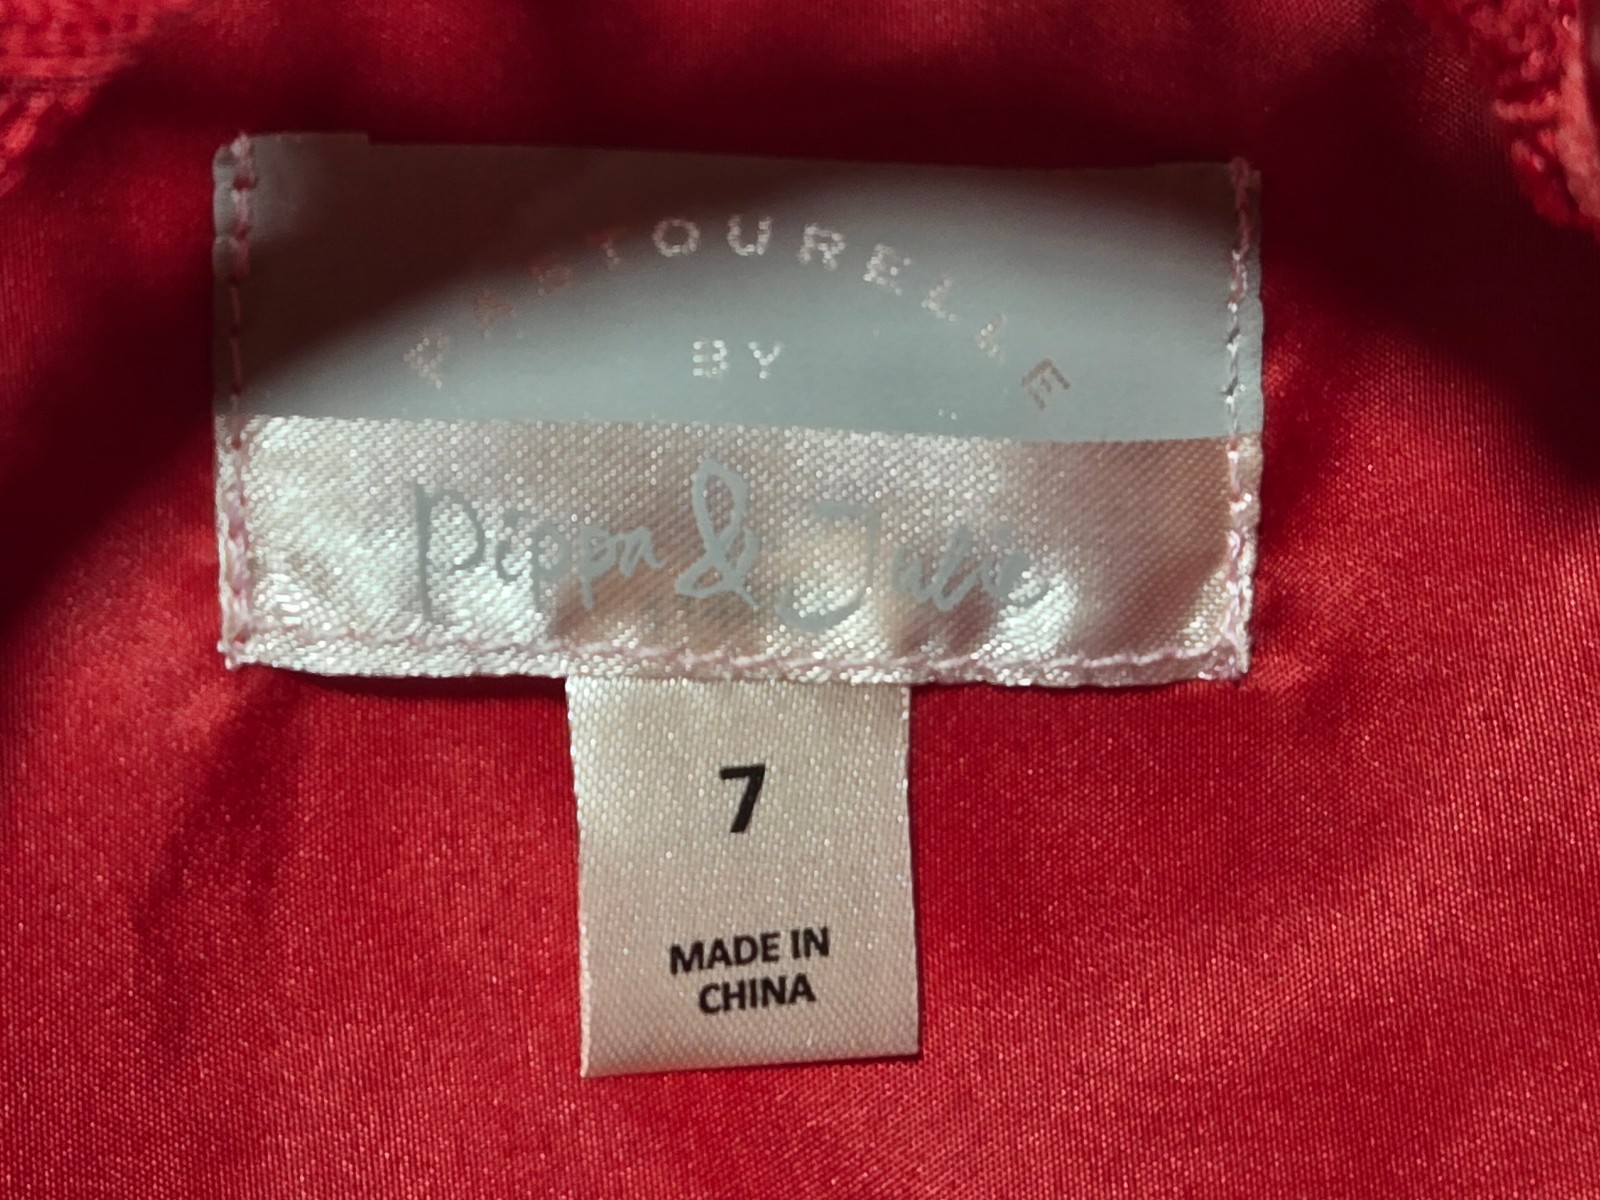 PASTOURELLE
BY
Pippa & Julie
7
MADE IN
CHINA